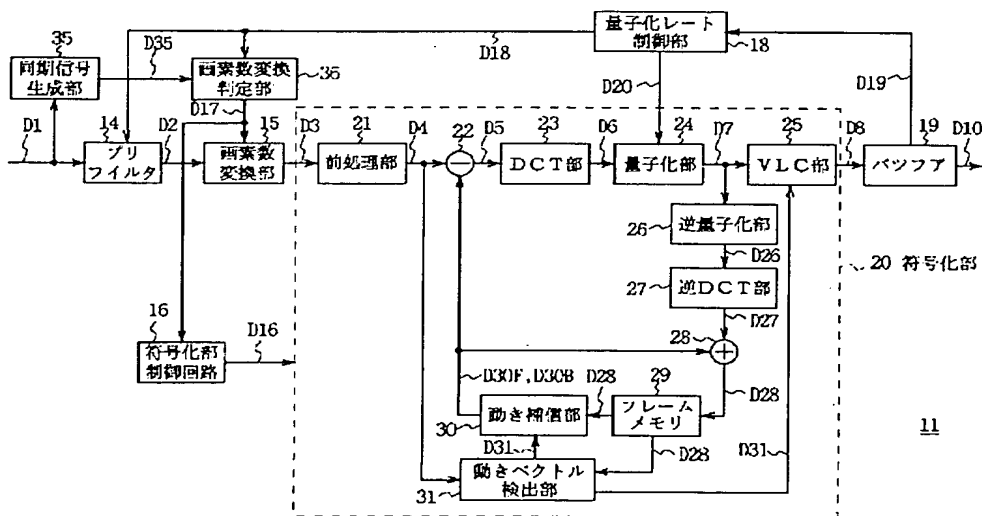 量子化レート
制御部
18
D18
35
D35
同期信号
生成部
画素数変換
判定部
36
D17
D20
D19
D1
14
D2
プリ
フイルタ
15
D3
画素数
変換部
21
D4
前処理部
22
D5
23
D6
DCT部
24
D7
量子化部
25
D8
VLC部
19
D10
バツフア
26
逆量子化部
D26
27
逆DCT部
D27
28
D28
20 符号化部
16
D16
符号化部
制御回路
D30F,D30B
D28
29
フレーム
メモリ
30
動き補償部
D31
D28
D31
11
31
動きベクトル
検出部